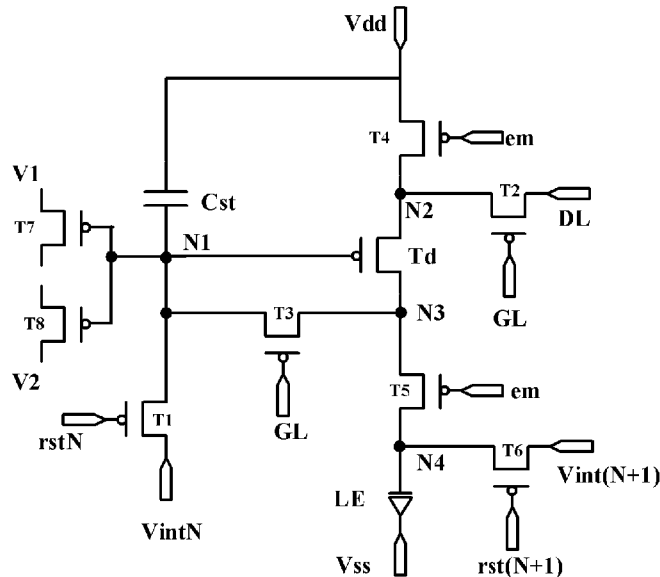 Vdd
T4
em
V1
Cst
N2
T2
DL
T7
N1
Td
T8
T3
N3
GL
V2
T5
em
rstN
T1
GL
N4
T6
Vint(N+1)
LE
VintN
Vss
rst(N+1)